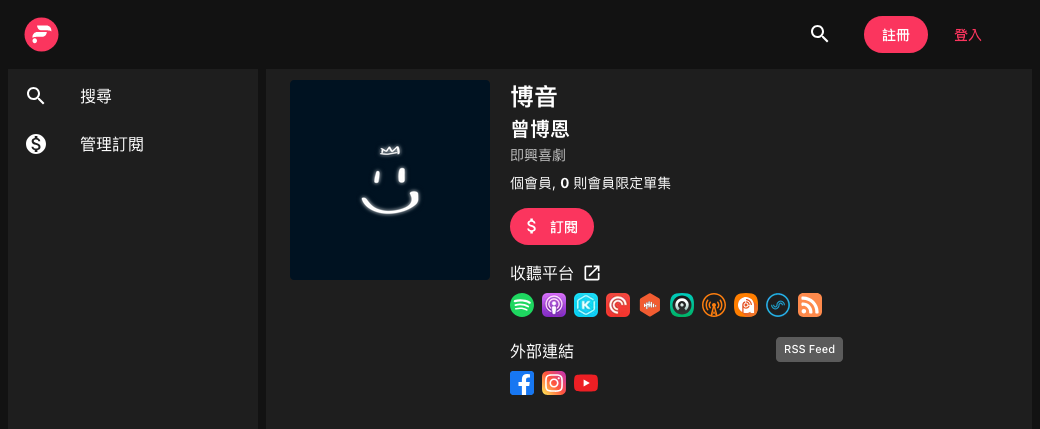 註冊
登入
搜尋
管理訂閱
博音
曾博恩
即興喜劇
個會員, 0 則會員限定單集
訂閱
收聽平台
外部連結
RSS Feed